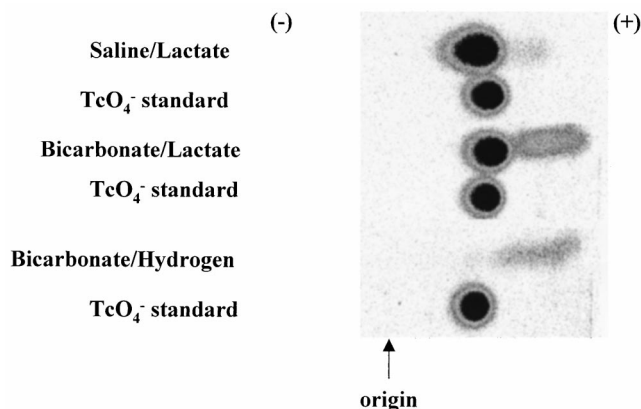 (-) (+)
Saline/Lactate
TcO₄⁻ standard
Bicarbonate/Lactate
TcO₄⁻ standard
Bicarbonate/Hydrogen
TcO₄⁻ standard
origin